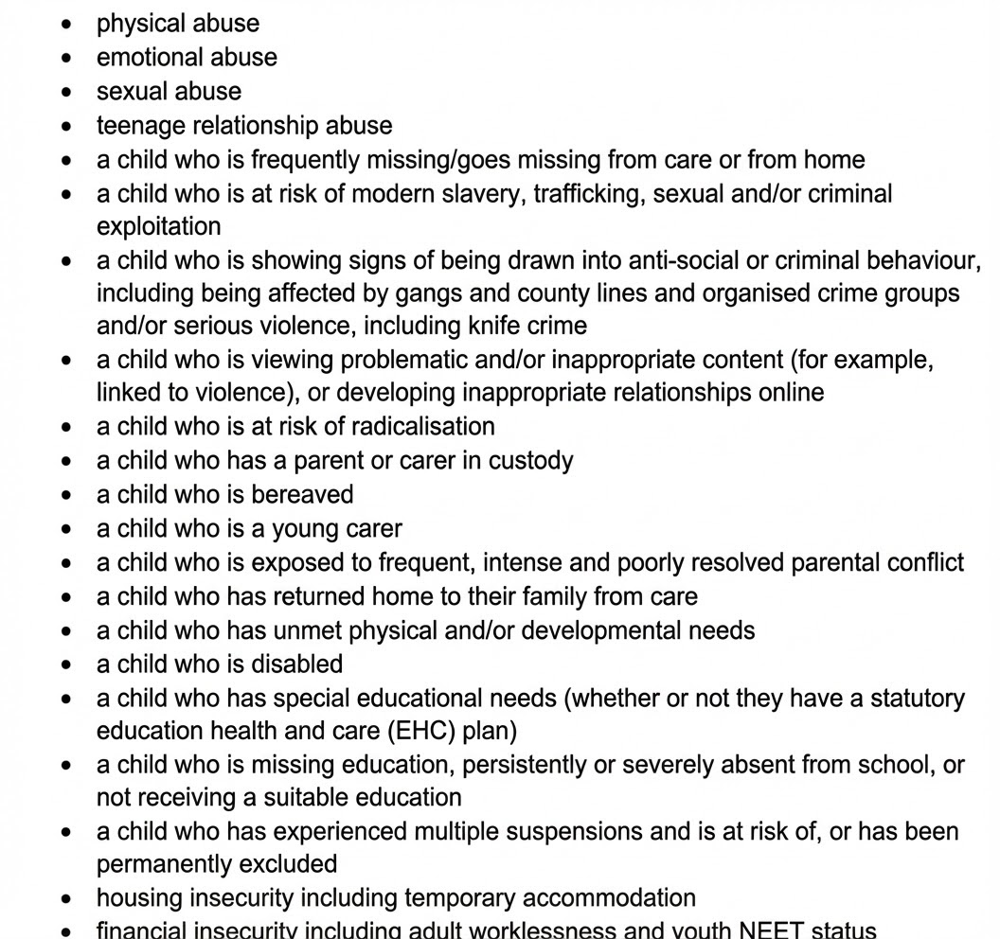 • physical abuse
• emotional abuse
• sexual abuse
• teenage relationship abuse
• a child who is frequently missing/goes missing from care or from home
• a child who is at risk of modern slavery, trafficking, sexual and/or criminal
exploitation
• a child who is showing signs of being drawn into anti-social or criminal behaviour,
including being affected by gangs and county lines and organised crime groups
and/or serious violence, including knife crime
• a child who is viewing problematic and/or inappropriate content (for example,
linked to violence), or developing inappropriate relationships online
• a child who is at risk of radicalisation
• a child who has a parent or carer in custody
• a child who is bereaved
• a child who is a young carer
• a child who is exposed to frequent, intense and poorly resolved parental conflict
• a child who has returned home to their family from care
• a child who has unmet physical and/or developmental needs
• a child who is disabled
• a child who has special educational needs (whether or not they have a statutory
education health and care (EHC) plan)
• a child who is missing education, persistently or severely absent from school, or
not receiving a suitable education
• a child who has experienced multiple suspensions and is at risk of, or has been
permanently excluded
• housing insecurity including temporary accommodation
• financial insecurity including adult worklessness and youth NEET status